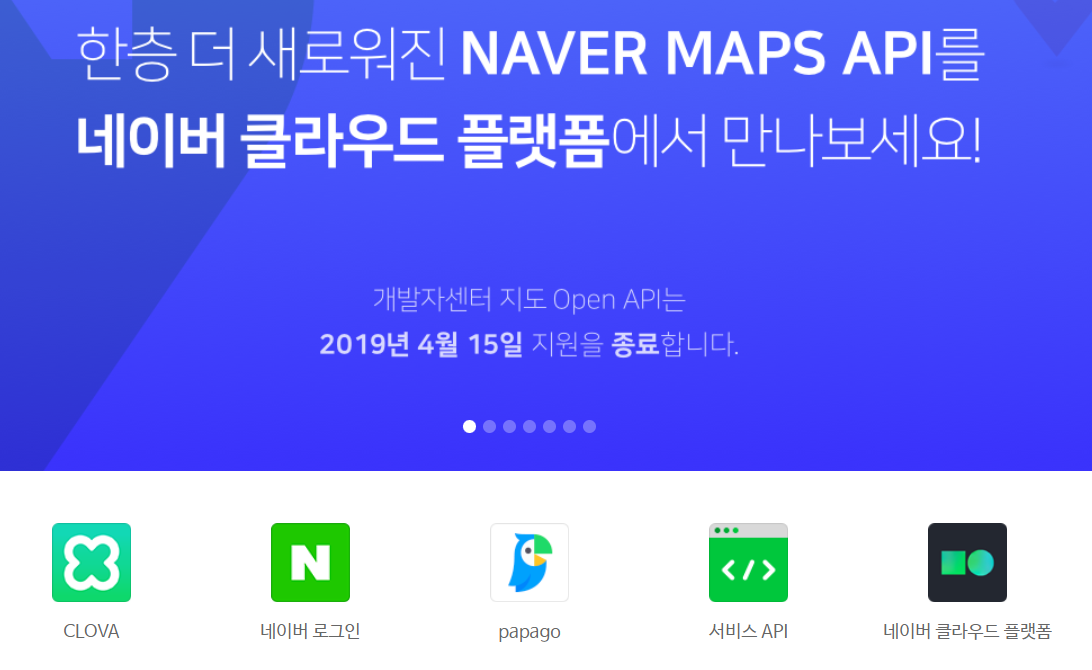 한층 더 새로워진 NAVER MAPS API를
네이버 클라우드 플랫폼에서 만나보세요!
개발자센터 지도 Open API는
2019년 4월 15일 지원을 종료합니다.
N
</>
CLOVA 네이버 로그인 papago 서비스 API 네이버 클라우드 플랫폼